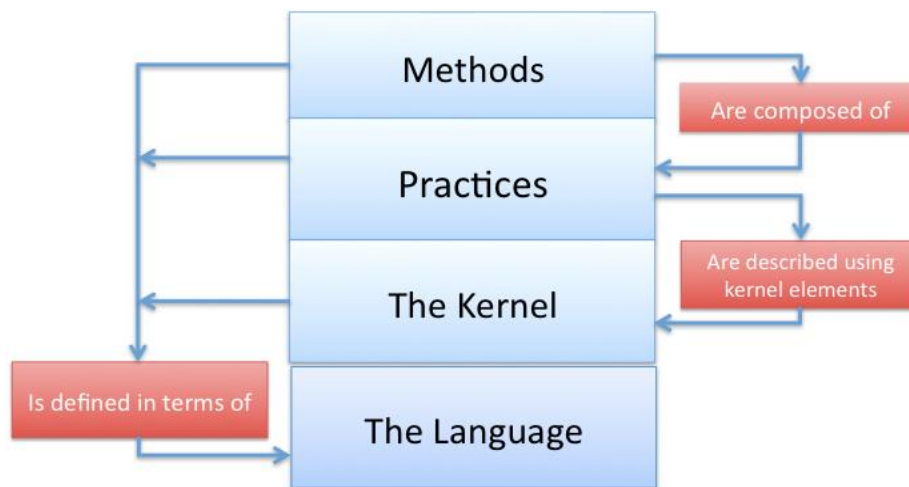 Methods
Are composed of
Practices
Are described using
kernel elements
The Kernel
Is defined in terms of
The Language